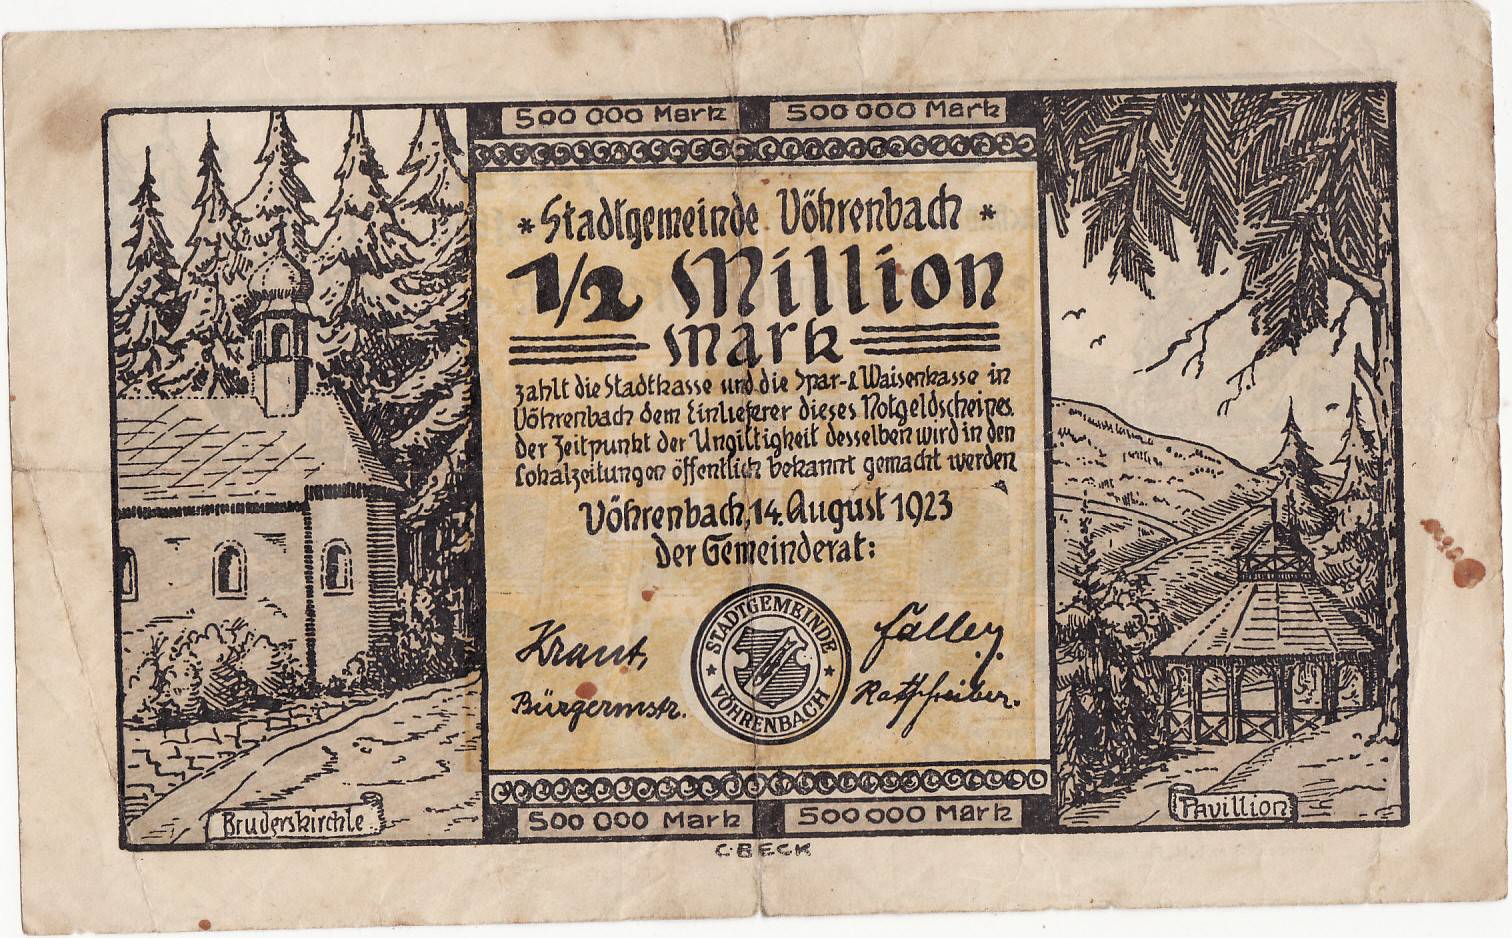 500 000 Mark 500 000 Mark
* Stadtgemeinde Vöhrenbach *
1/2 Million
Mark
zahlt die Stadtkasse und die Spar- & Waisenkasse in
Vöhrenbach dem Einlieferer dieses Notgeldscheines.
Der Zeitpunkt der Ungiltigkeit desselben wird in den
Lokalzeitungen öffentlich bekannt gemacht werden
Vöhrenbach, 14. August 1923
Der Gemeinderat:
STADTGEMEINDE
* VÖHRENBACH *
Kraut,
Bürgermstr.
Ratschreiber.
Bruderskirchle
Pavillion
500 000 Mark 500 000 Mark
C. BECK